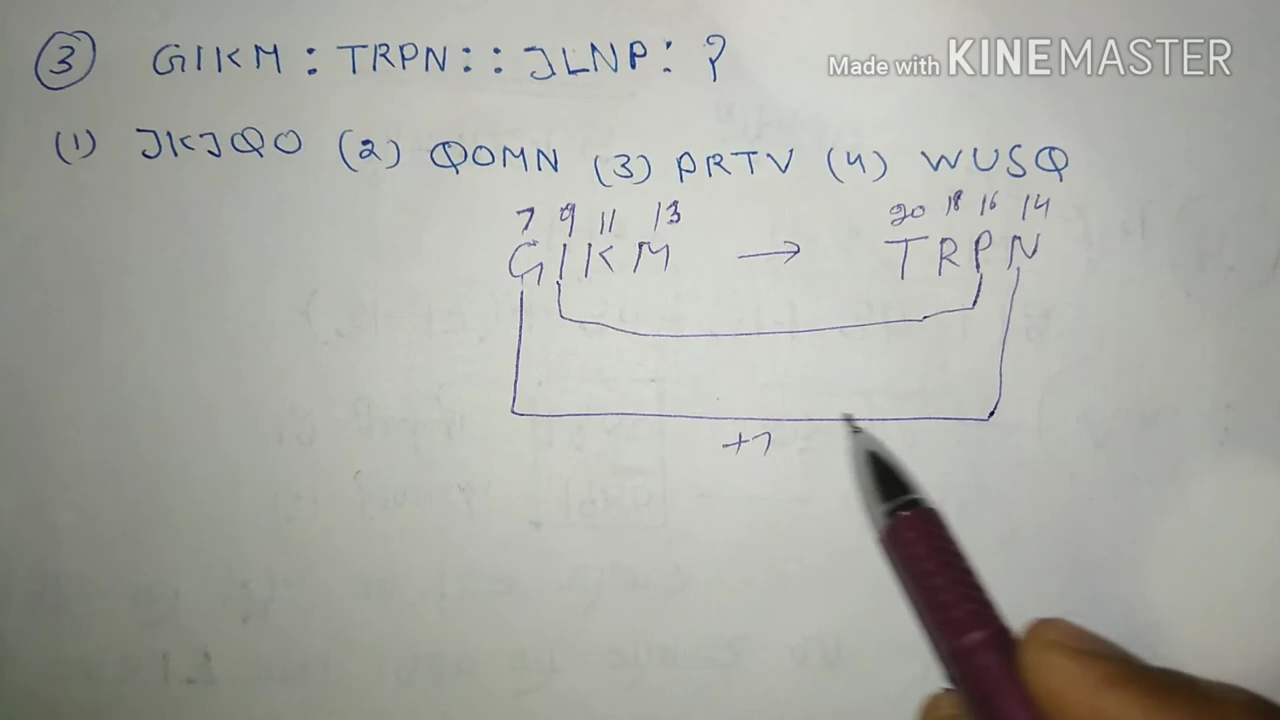 (3) GIKM : TRPN :: JLNP : ?
Made with KINEMASTER
(1) JKJQO (2) QOMN (3) PRTV (4) WUSQ
7 9 11 13 20 18 16 14
GIKM → TRPN
+7